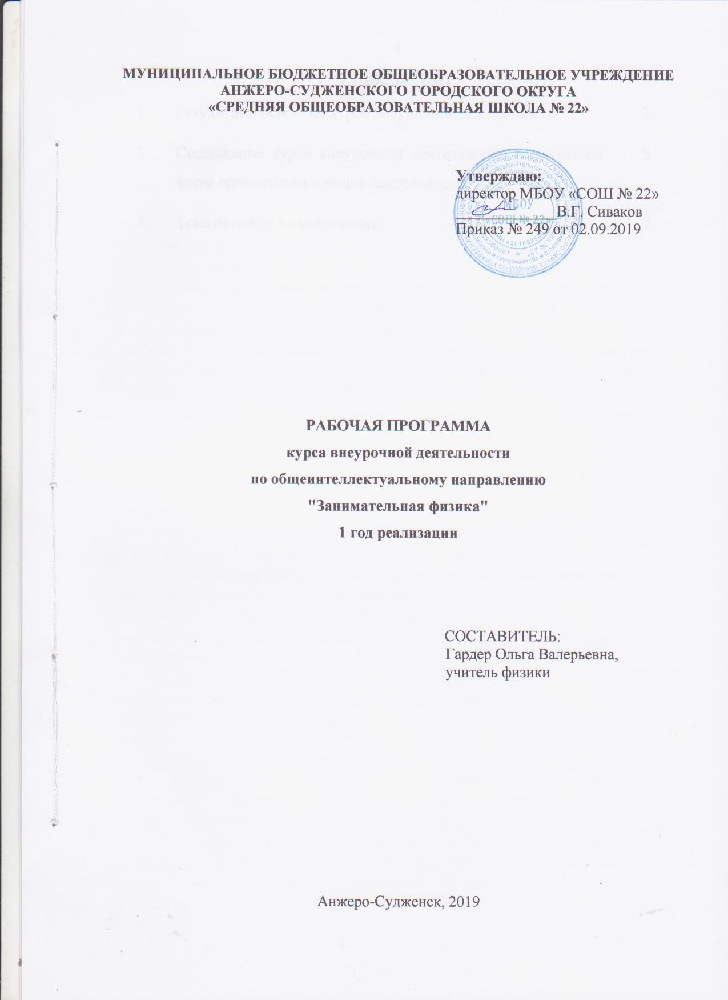 МУНИЦИПАЛЬНОЕ БЮДЖЕТНОЕ ОБЩЕОБРАЗОВАТЕЛЬНОЕ УЧРЕЖДЕНИЕ
АНЖЕРО-СУДЖЕНСКОГО ГОРОДСКОГО ОКРУГА
«СРЕДНЯЯ ОБЩЕОБРАЗОВАТЕЛЬНАЯ ШКОЛА № 22»
Утверждаю:
директор МБОУ «СОШ № 22»
В.Г. Сиваков
Приказ № 249 от 02.09.2019
МБОУ
«СОШ № 22»
РАБОЧАЯ ПРОГРАММА
курса внеурочной деятельности
по общеинтеллектуальному направлению
"Занимательная физика"
1 год реализации
СОСТАВИТЕЛЬ:
Гардер Ольга Валерьевна,
учитель физики
Анжеро-Судженск, 2019